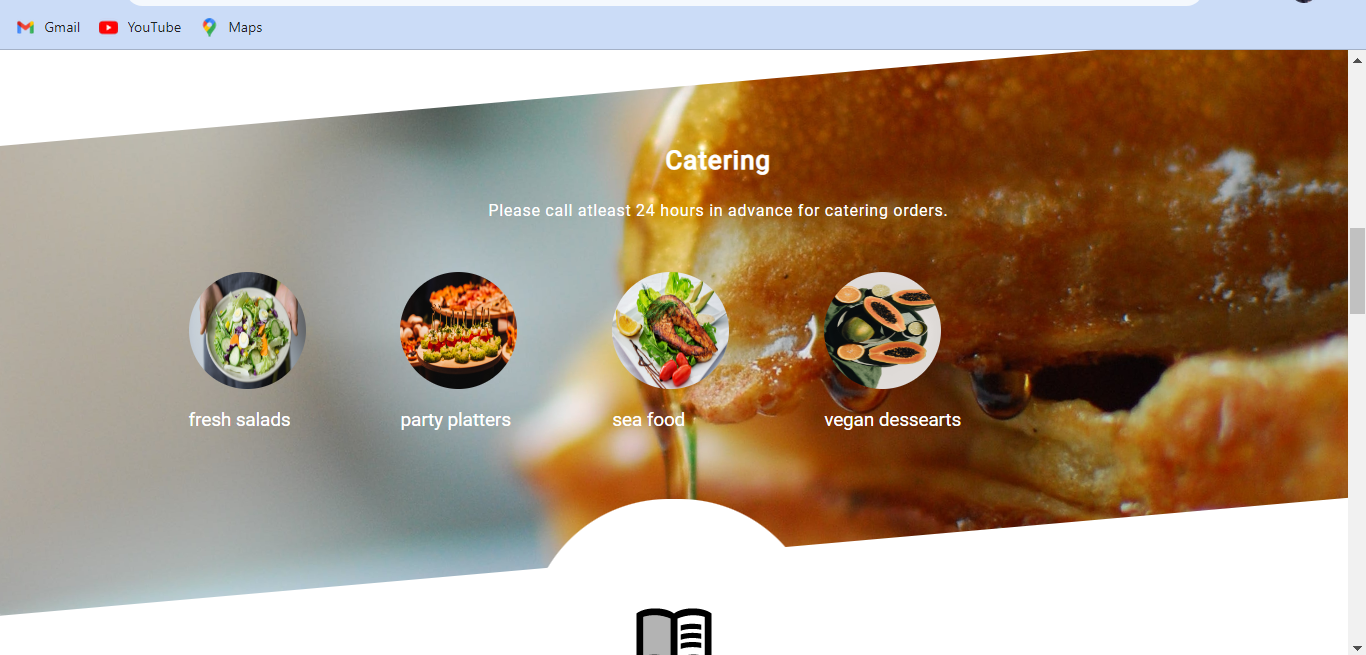 Gmail YouTube Maps
Catering
Please call atleast 24 hours in advance for catering orders.
fresh salads party platters sea food vegan dessearts